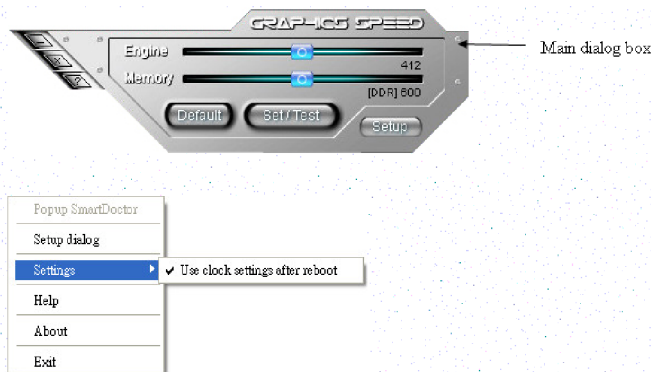 GRAPHICS SPEED
Main dialog box
Engine
412
Memory
[DDR] 600
Default
Set/Test
Setup
Popup SmartDoctor
Setup dialog
Settings
✔ Use clock settings after reboot
Help
About
Exit